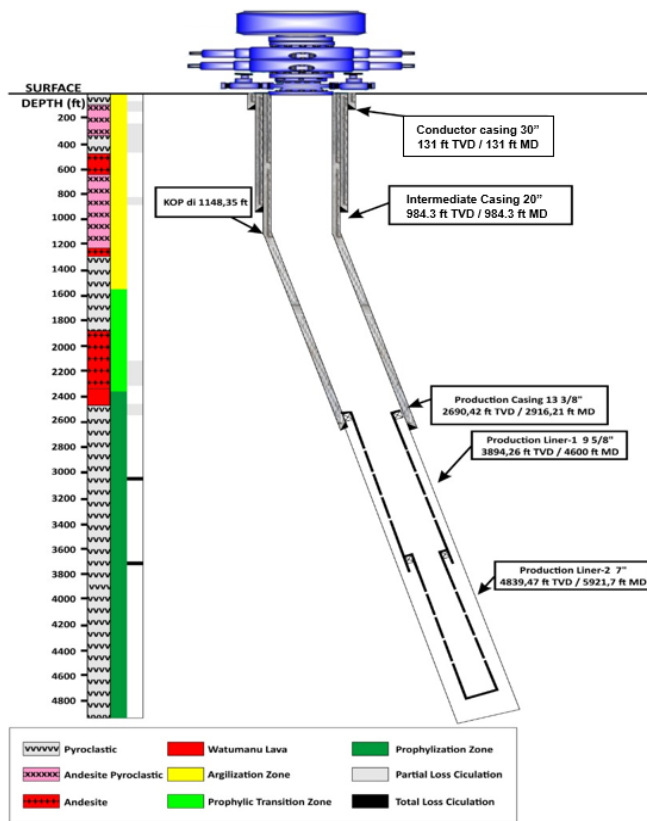 SURFACE
DEPTH (ft)
200
400
600
800
1000
1200
1400
1600
1800
2000
2200
2400
2600
2800
3000
3200
3400
3600
3800
4000
4200
4400
4600
4800
Conductor casing 30”
131 ft TVD / 131 ft MD
KOP di 1148,35 ft
Intermediate Casing 20”
984.3 ft TVD / 984.3 ft MD
Production Casing 13 3/8"
2690,42 ft TVD / 2916,21 ft MD
Production Liner-1 9 5/8"
3894,26 ft TVD / 4600 ft MD
Production Liner-2 7"
4839,47 ft TVD / 5921,7 ft MD
Pyroclastic
Watumanu Lava
Prophylization Zone
Andesite Pyroclastic
Argilization Zone
Partial Loss Ciculation
Andesite
Prophylic Transition Zone
Total Loss Ciculation